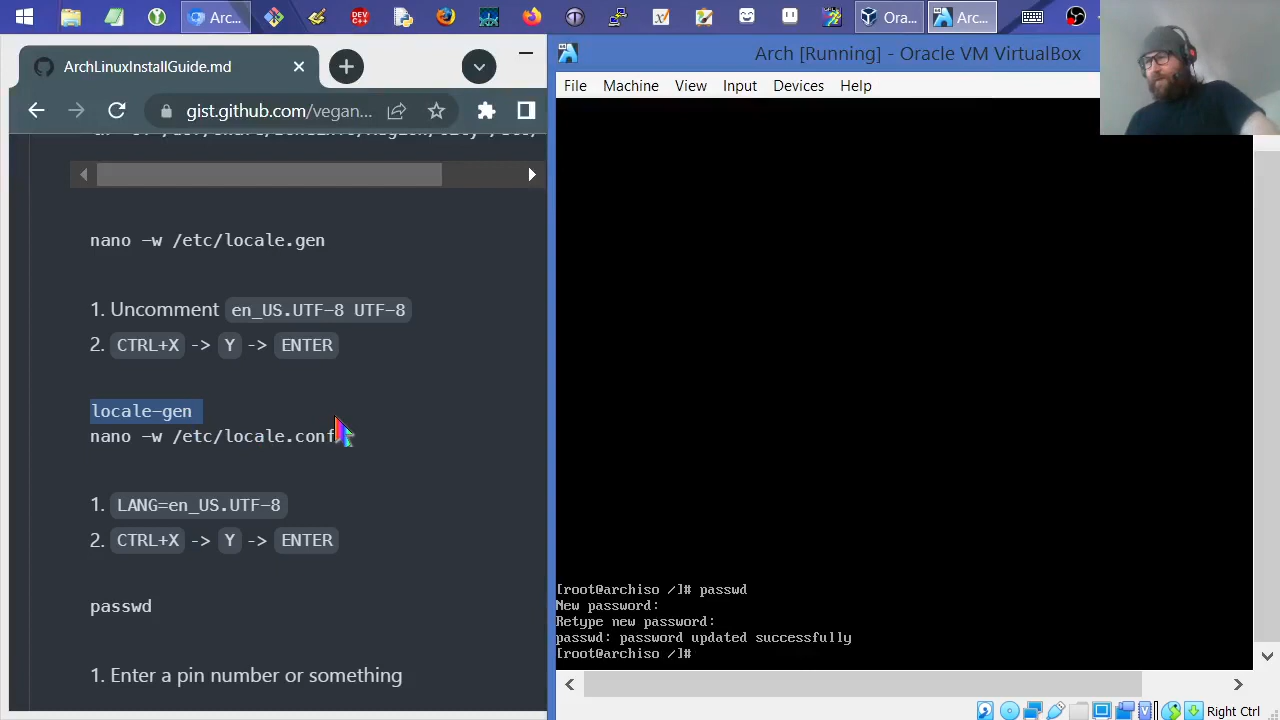 Arc...
Ora...
Arc...
ArchLinuxInstallGuide.md
gist.github.com/vegan...
nano -w /etc/locale.gen
1. Uncomment en_US.UTF-8 UTF-8
2. CTRL+X -> Y -> ENTER
locale-gen
nano -w /etc/locale.conf
1. LANG=en_US.UTF-8
2. CTRL+X -> Y -> ENTER
passwd
1. Enter a pin number or something
Arch [Running] - Oracle VM VirtualBox
File Machine View Input Devices Help
[root@archiso /]# passwd
New password:
Retype new password:
passwd: password updated successfully
[root@archiso /]#
Right Ctrl